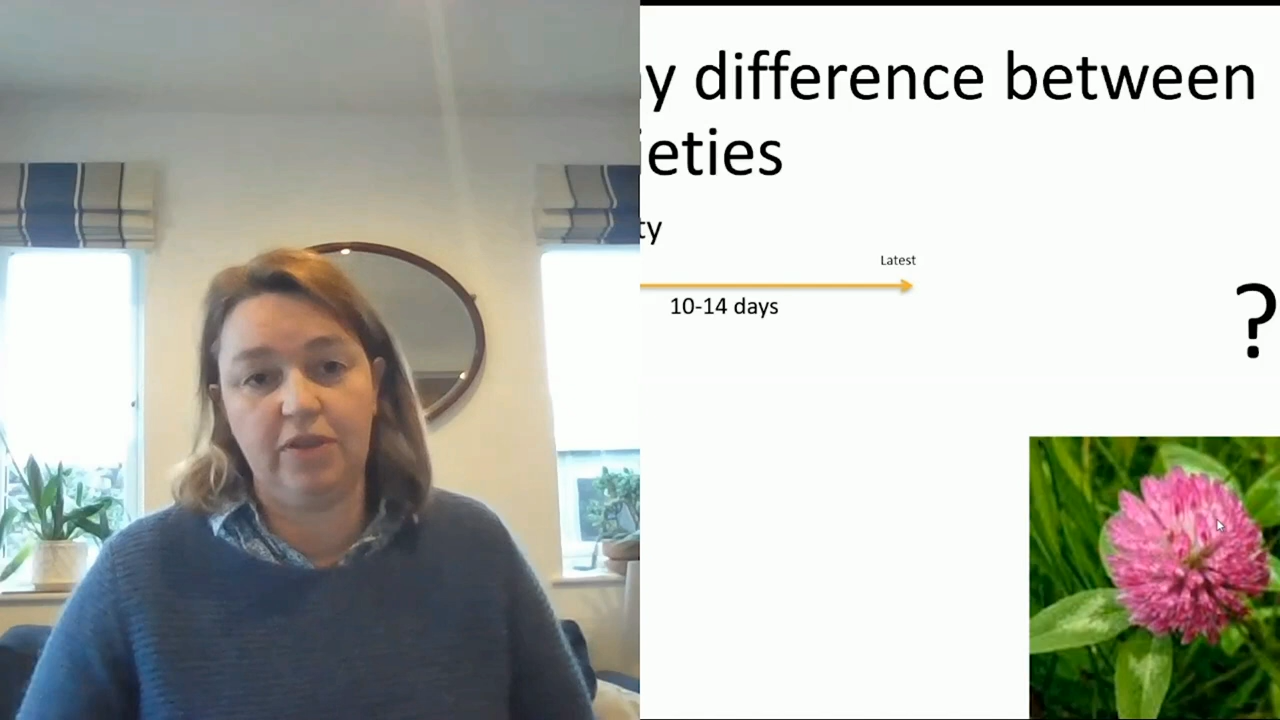 y difference between
ieties
ty
Latest
10-14 days
?